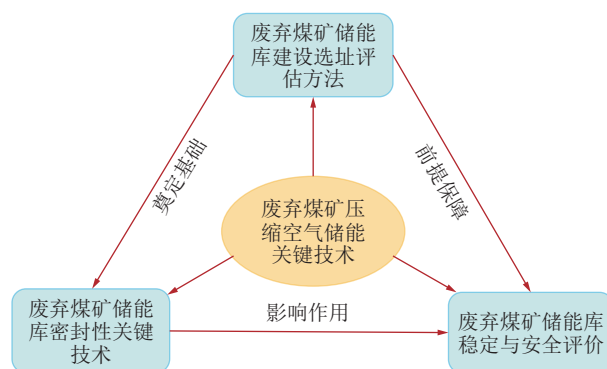 废弃煤矿储能
库建设选址评
估方法
奠定基础
前提保障
废弃煤矿压
缩空气储能
关键技术
废弃煤矿储能
库密封性关键
技术
影响作用
废弃煤矿储能库
稳定与安全评价